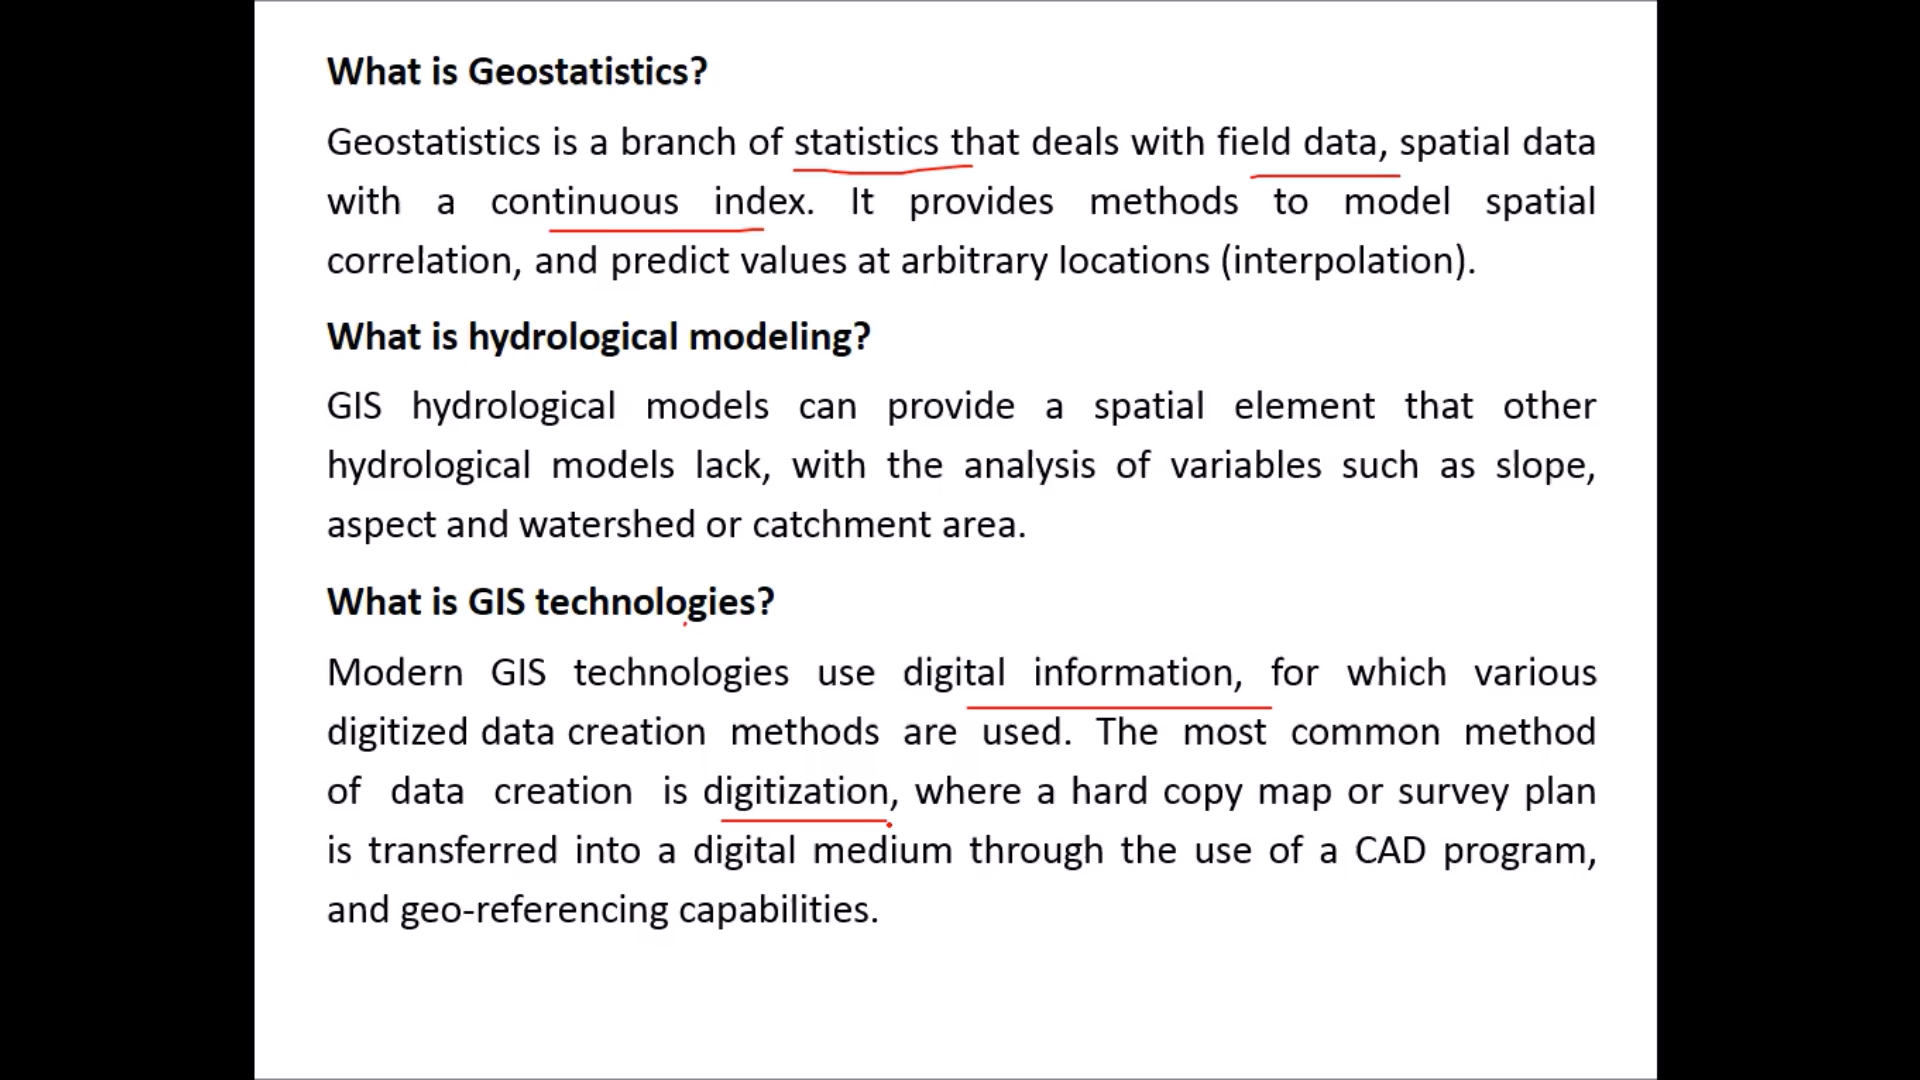 What is Geostatistics?
Geostatistics is a branch of statistics that deals with field data, spatial data
with a continuous index. It provides methods to model spatial
correlation, and predict values at arbitrary locations (interpolation).
What is hydrological modeling?
GIS hydrological models can provide a spatial element that other
hydrological models lack, with the analysis of variables such as slope,
aspect and watershed or catchment area.
What is GIS technologies?
Modern GIS technologies use digital information, for which various
digitized data creation methods are used. The most common method
of data creation is digitization, where a hard copy map or survey plan
is transferred into a digital medium through the use of a CAD program,
and geo-referencing capabilities.